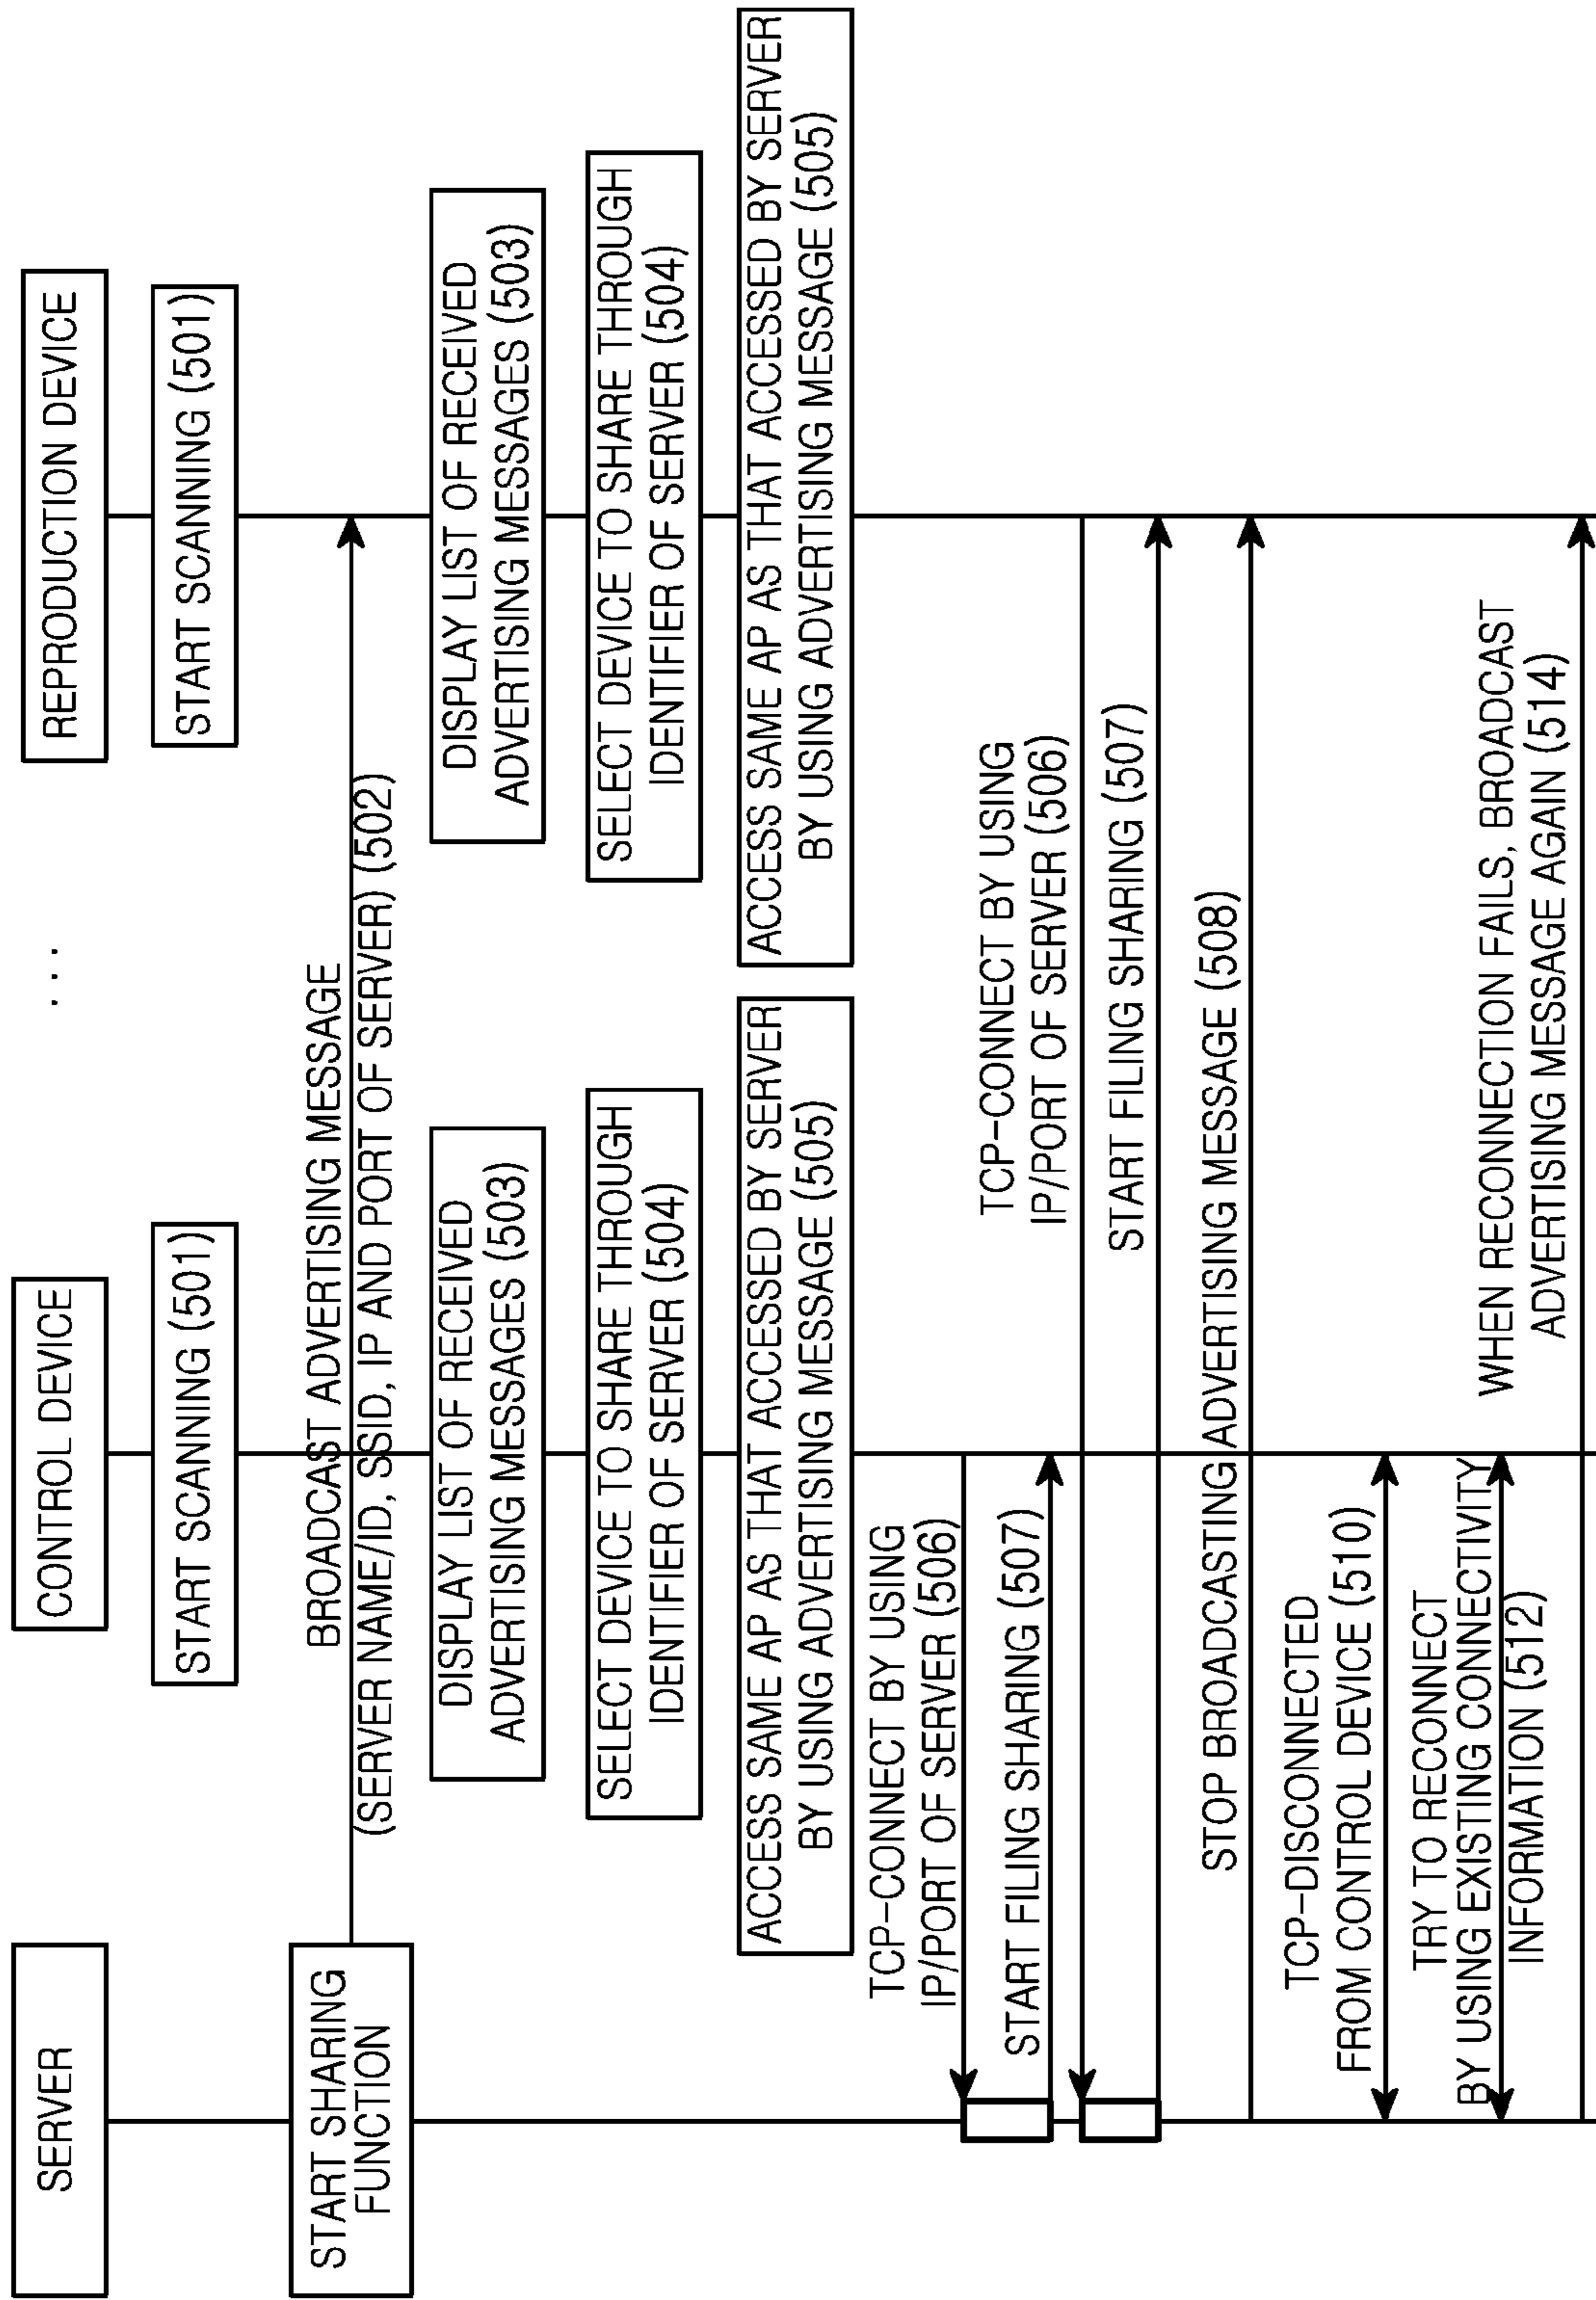 SERVER
CONTROL DEVICE
. . .
REPRODUCTION DEVICE
START SCANNING (501)
START SCANNING (501)
START SHARING
FUNCTION
BROADCAST ADVERTISING MESSAGE
(SERVER NAME/ID, SSID, IP AND PORT OF SERVER) (502)
DISPLAY LIST OF RECEIVED
ADVERTISING MESSAGES (503)
DISPLAY LIST OF RECEIVED
ADVERTISING MESSAGES (503)
SELECT DEVICE TO SHARE THROUGH
IDENTIFIER OF SERVER (504)
SELECT DEVICE TO SHARE THROUGH
IDENTIFIER OF SERVER (504)
ACCESS SAME AP AS THAT ACCESSED BY SERVER
BY USING ADVERTISING MESSAGE (505)
ACCESS SAME AP AS THAT ACCESSED BY SERVER
BY USING ADVERTISING MESSAGE (505)
TCP-CONNECT BY USING
IP/PORT OF SERVER (506)
START FILING SHARING (507)
TCP-CONNECT BY USING
IP/PORT OF SERVER (506)
START FILING SHARING (507)
STOP BROADCASTING ADVERTISING MESSAGE (508)
TCP-DISCONNECTED
FROM CONTROL DEVICE (510)
TRY TO RECONNECT
BY USING EXISTING CONNECTIVITY
INFORMATION (512)
WHEN RECONNECTION FAILS, BROADCAST
ADVERTISING MESSAGE AGAIN (514)